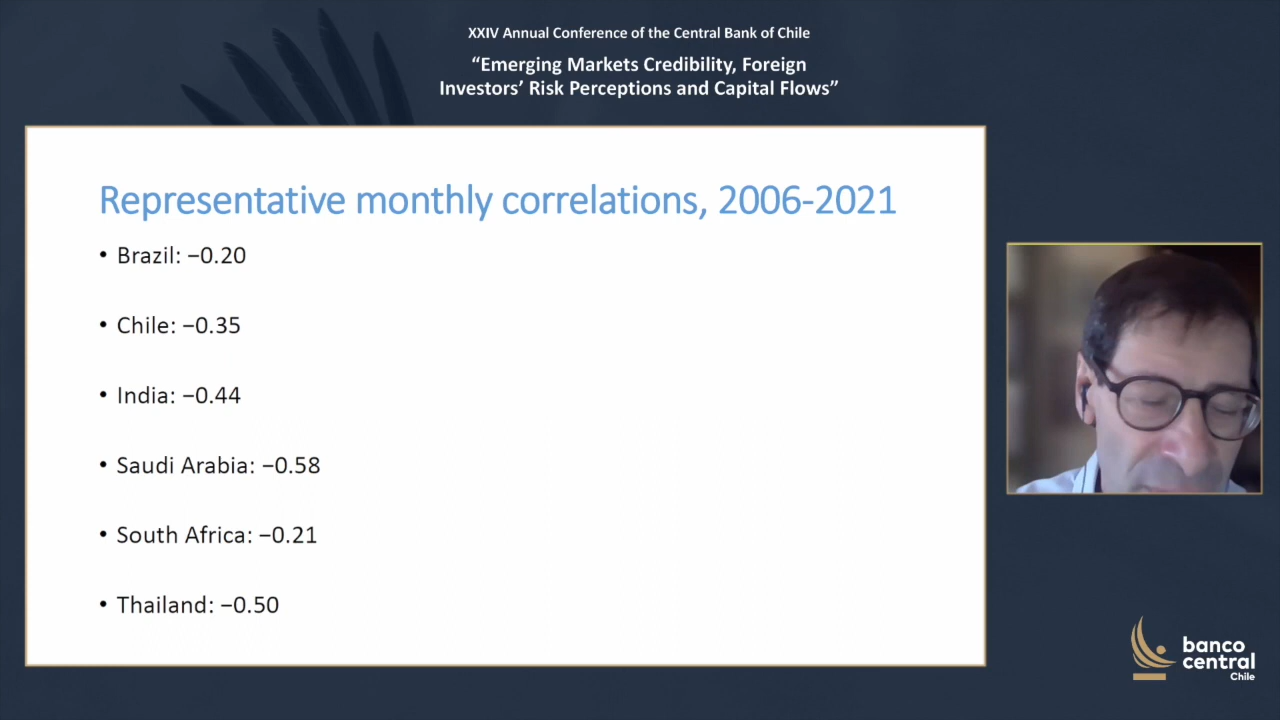 XXIV Annual Conference of the Central Bank of Chile
“Emerging Markets Credibility, Foreign
Investors’ Risk Perceptions and Capital Flows”
Representative monthly correlations, 2006-2021
• Brazil: −0.20
• Chile: −0.35
• India: −0.44
• Saudi Arabia: −0.58
• South Africa: −0.21
• Thailand: −0.50
banco
central
Chile